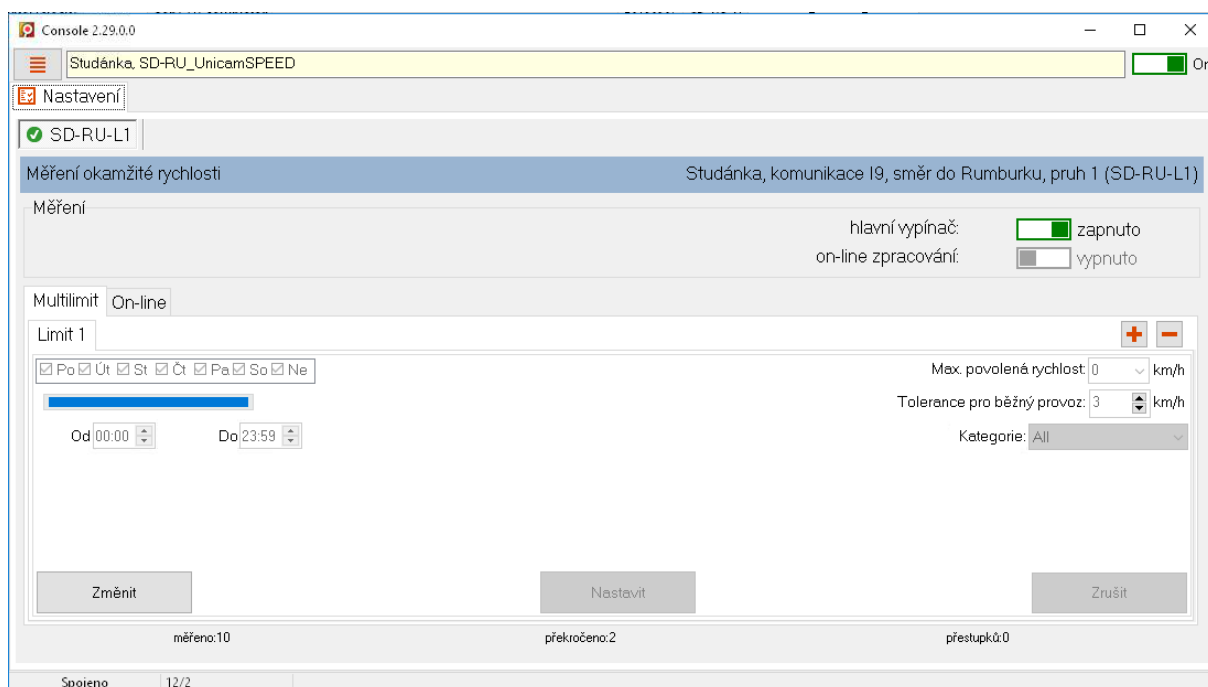 Console 2.29.0.0
Studánka, SD-RU_UnicamSPEED
Nastavení
SD-RU-L1
Měření okamžité rychlosti Studánka, komunikace I9, směr do Rumburku, pruh 1 (SD-RU-L1)
Měření
hlavní vypínač: zapnuto
on-line zpracování: vypnuto
Multilimit On-line
Limit 1
Po Út St Čt Pa So Ne Max. povolená rychlost: 0 km/h
Tolerance pro běžný provoz: 3 km/h
Od 00:00 Do 23:59 Kategorie: All
Změnit Nastavit Zrušit
měřeno:10 překročeno:2 přestupků:0
Spojeno 12/2